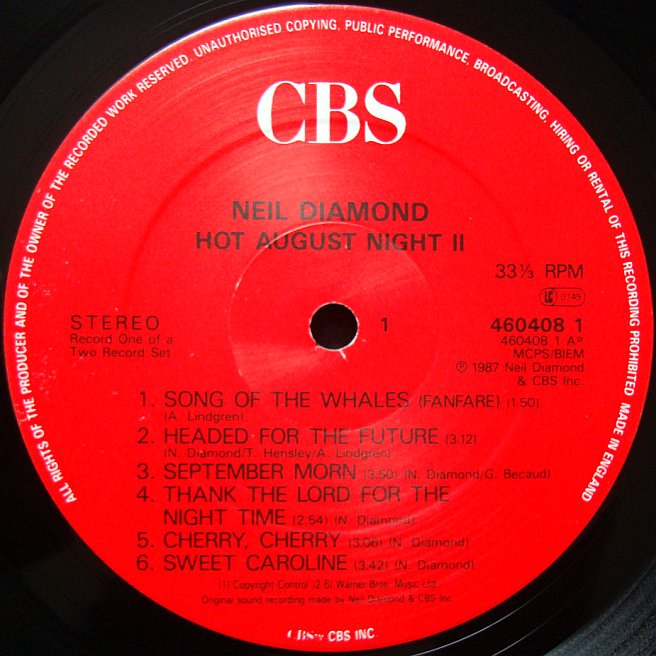 ALL RIGHTS OF THE PRODUCER AND OF THE OWNER OF THE RECORDED WORK RESERVED. UNAUTHORISED COPYING, PUBLIC PERFORMANCE, BROADCASTING, HIRING OR RENTAL OF THIS RECORDING PROHIBITED MADE IN ENGLAND
CBS
NEIL DIAMOND
HOT AUGUST NIGHT II
33⅓ RPM
LC 0149
STEREO
Record One of a
Two Record Set
1
460408 1
460408 1 A*
MCPS/BIEM
℗ 1987 Neil Diamond
& CBS Inc.
1. SONG OF THE WHALES (FANFARE) (1.50)
(A. Lindgren)
2. HEADED FOR THE FUTURE (3.12)
(N. Diamond/T. Hensley/A. Lindgren)
3. SEPTEMBER MORN (3.50) (N. Diamond/G. Becaud)
4. THANK THE LORD FOR THE
NIGHT TIME (2.54) (N. Diamond)
5. CHERRY, CHERRY (3.06) (N. Diamond)
6. SWEET CAROLINE (3.42) (N. Diamond)
(1) Copyright Control (2-6) Warner Bros. Music Ltd.
Original sound recording made by Neil Diamond & CBS Inc.
CBS INC.